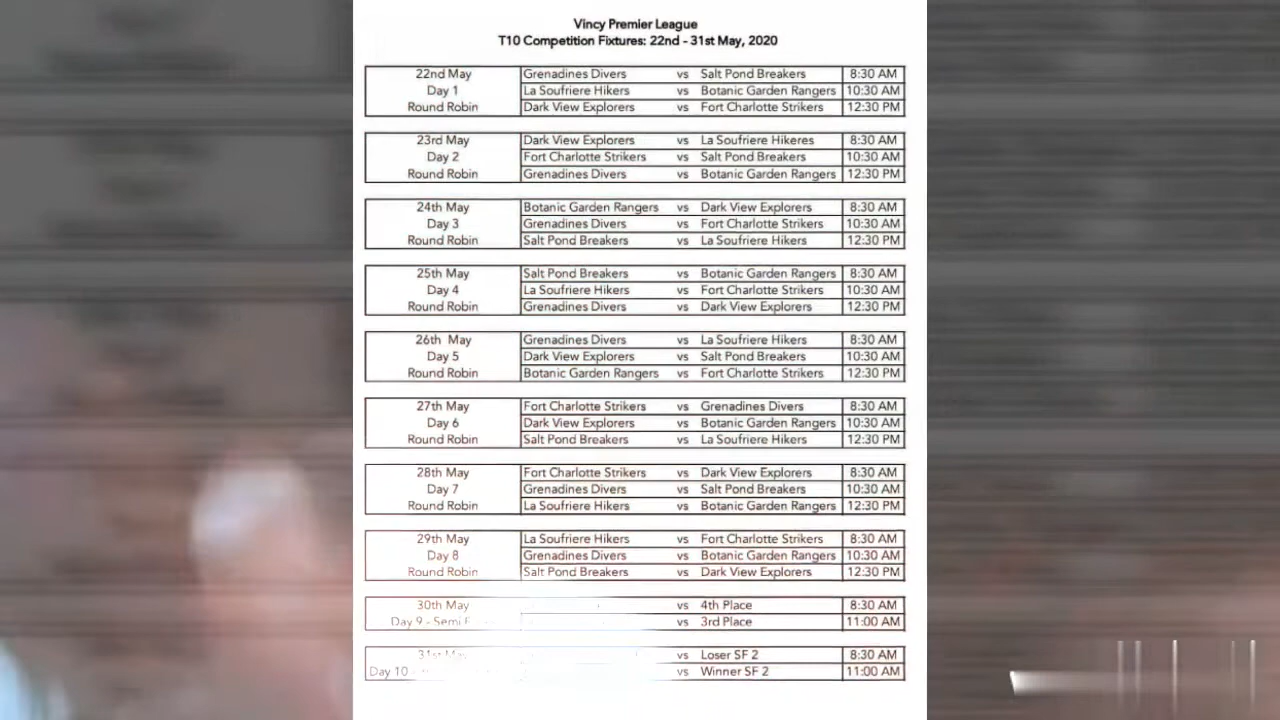 Vincy Premier League
T10 Competition Fixtures: 22nd - 31st May, 2020
22nd May Grenadines Divers vs Salt Pond Breakers 8:30 AM
Day 1 La Soufriere Hikers vs Botanic Garden Rangers 10:30 AM
Round Robin Dark View Explorers vs Fort Charlotte Strikers 12:30 PM
23rd May Dark View Explorers vs La Soufriere Hikeres 8:30 AM
Day 2 Fort Charlotte Strikers vs Salt Pond Breakers 10:30 AM
Round Robin Grenadines Divers vs Botanic Garden Rangers 12:30 PM
24th May Botanic Garden Rangers vs Dark View Explorers 8:30 AM
Day 3 Grenadines Divers vs Fort Charlotte Strikers 10:30 AM
Round Robin Salt Pond Breakers vs La Soufriere Hikers 12:30 PM
25th May Salt Pond Breakers vs Botanic Garden Rangers 8:30 AM
Day 4 La Soufriere Hikers vs Fort Charlotte Strikers 10:30 AM
Round Robin Grenadines Divers vs Dark View Explorers 12:30 PM
26th May Grenadines Divers vs La Soufriere Hikers 8:30 AM
Day 5 Dark View Explorers vs Salt Pond Breakers 10:30 AM
Round Robin Botanic Garden Rangers vs Fort Charlotte Strikers 12:30 PM
27th May Fort Charlotte Strikers vs Grenadines Divers 8:30 AM
Day 6 Dark View Explorers vs Botanic Garden Rangers 10:30 AM
Round Robin Salt Pond Breakers vs La Soufriere Hikers 12:30 PM
28th May Fort Charlotte Strikers vs Dark View Explorers 8:30 AM
Day 7 Grenadines Divers vs Salt Pond Breakers 10:30 AM
Round Robin La Soufriere Hikers vs Botanic Garden Rangers 12:30 PM
29th May La Soufriere Hikers vs Fort Charlotte Strikers 8:30 AM
Day 8 Grenadines Divers vs Botanic Garden Rangers 10:30 AM
Round Robin Salt Pond Breakers vs Dark View Explorers 12:30 PM
30th May vs 4th Place 8:30 AM
Day 9 - Semi vs 3rd Place 11:00 AM
31st May vs Loser SF 2 8:30 AM
Day 10 - vs Winner SF 2 11:00 AM